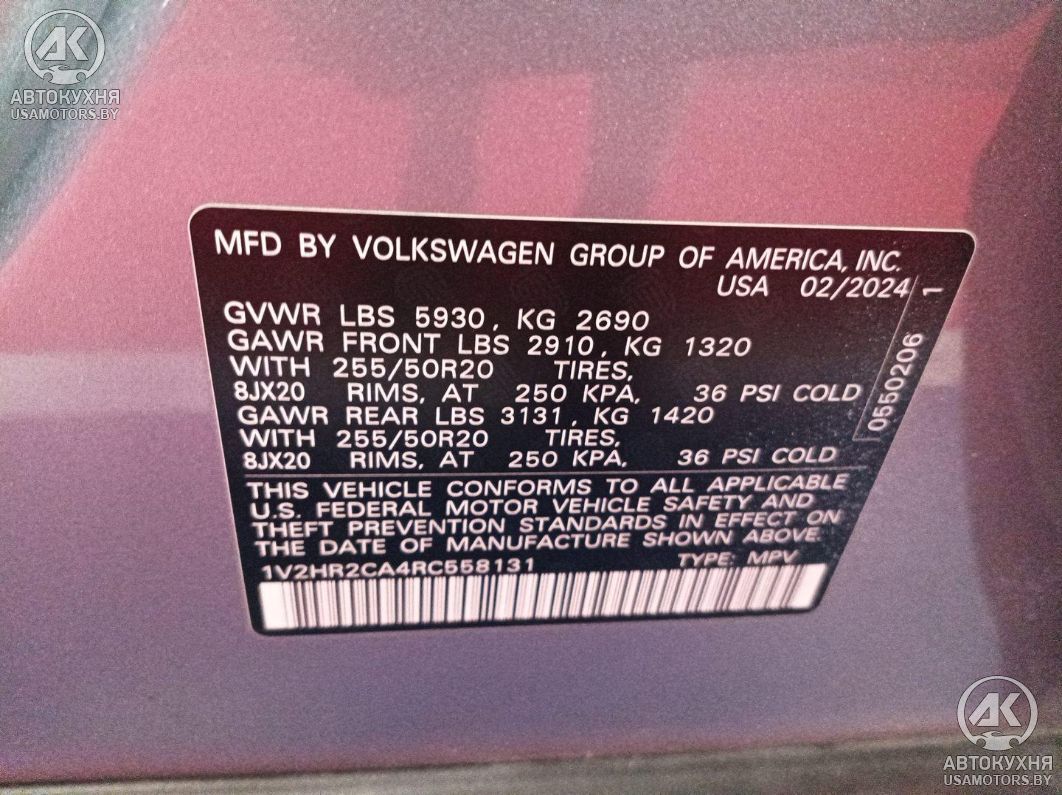 AK
АВТОКУХНЯ
USAMOTORS.BY
MFD BY VOLKSWAGEN GROUP OF AMERICA, INC.
USA 02/2024
GVWR LBS 5930, KG 2690
GAWR FRONT LBS 2910, KG 1320
WITH 255/50R20 TIRES,
8JX20 RIMS, AT 250 KPA, 36 PSI COLD
GAWR REAR LBS 3131, KG 1420
WITH 255/50R20 TIRES,
8JX20 RIMS, AT 250 KPA, 36 PSI COLD
0550206 1
THIS VEHICLE CONFORMS TO ALL APPLICABLE
U.S. FEDERAL MOTOR VEHICLE SAFETY AND
THEFT PREVENTION STANDARDS IN EFFECT ON
THE DATE OF MANUFACTURE SHOWN ABOVE.
1V2HR2CA4RC558131 TYPE: MPV
AK
АВТОКУХНЯ
USAMOTORS.BY